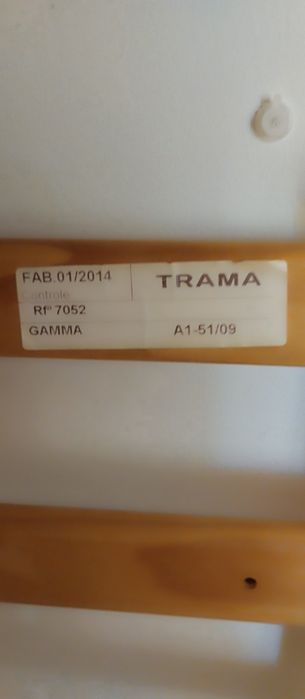 FAB.01/2014 TRAMA
Controle
Rfª 7052
GAMMA A1-51/09